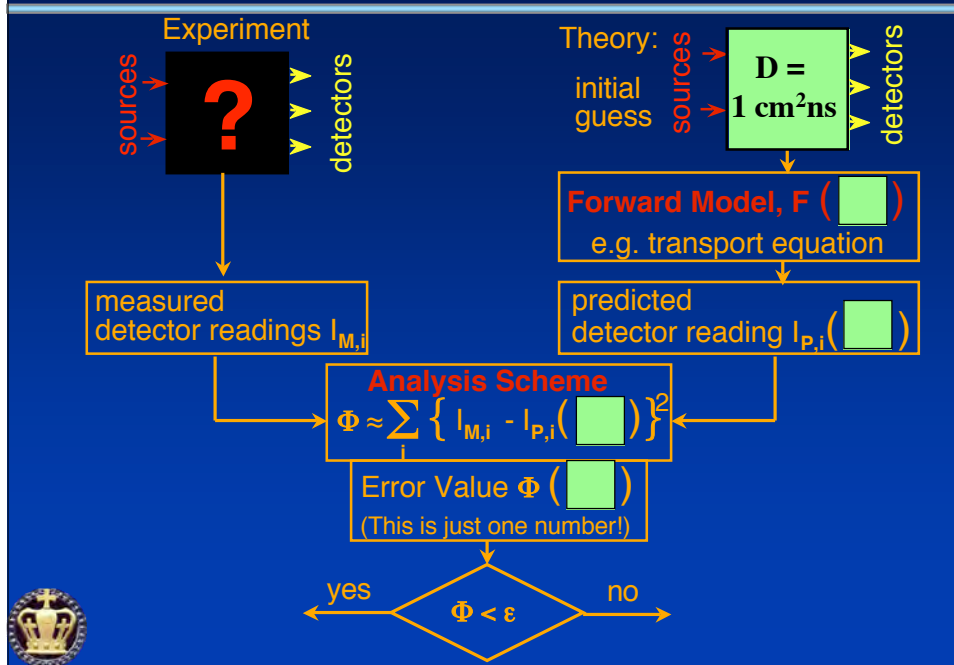 Experiment
sources
?
detectors
Theory:
initial
guess
sources
D =
1 cm²ns
detectors
Forward Model, F ( )
e.g. transport equation
measured
detector readings I_M,i
predicted
detector reading I_P,i( )
Analysis Scheme
Φ ≈ ∑_i { I_M,i - I_P,i( ) }²
Error Value Φ ( )
(This is just one number!)
yes
Φ < ε
no